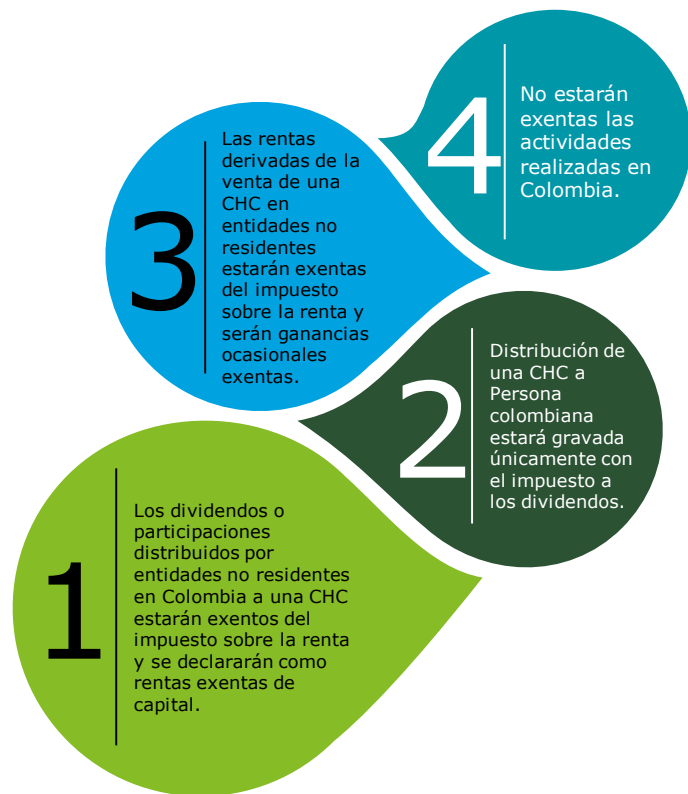 4
No estarán
exentas las
actividades
realizadas en
Colombia.
3
Las rentas
derivadas de la
venta de una
CHC en
entidades no
residentes
estarán exentas
del impuesto
sobre la renta y
serán ganancias
ocasionales
exentas.
2
Distribución de
una CHC a
Persona
colombiana
estará gravada
únicamente con
el impuesto a
los dividendos.
1
Los dividendos o
participaciones
distribuidos por
entidades no residentes
en Colombia a una CHC
estarán exentos del
impuesto sobre la renta
y se declararán como
rentas exentas de
capital.